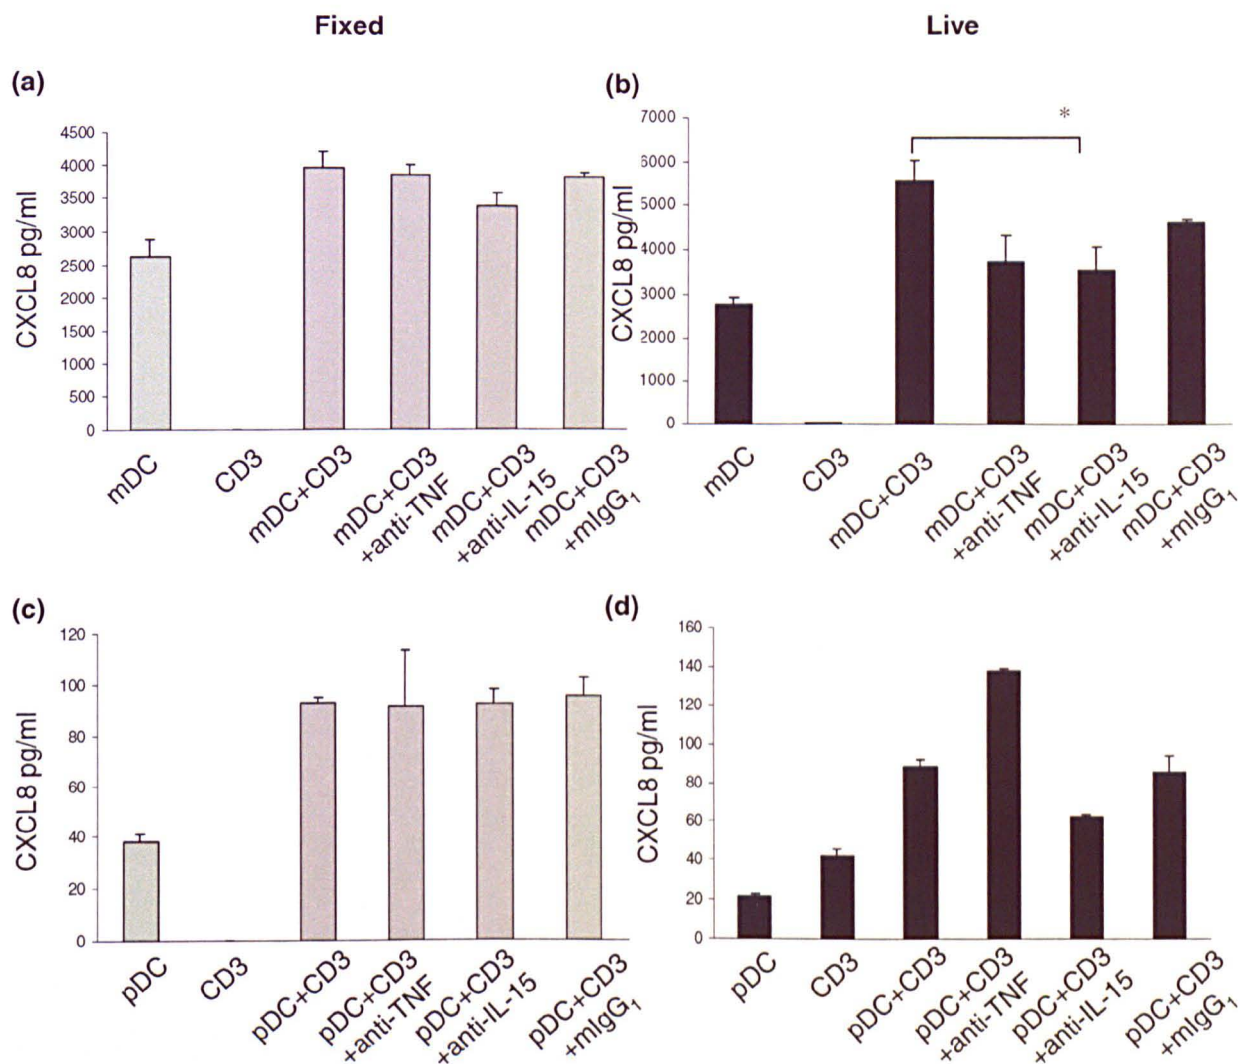 Fixed
Live
(a)
CXCL8 pg/ml
4500
4000
3500
3000
2500
2000
1500
1000
500
0
mDC
CD3
mDC+CD3
mDC+CD3
+anti-TNF
mDC+CD3
+anti-IL-15
mDC+CD3
+mIgG₁
(b)
CXCL8 pg/ml
7000
6000
5000
4000
3000
2000
1000
0
*
mDC
CD3
mDC+CD3
mDC+CD3
+anti-TNF
mDC+CD3
+anti-IL-15
mDC+CD3
+mIgG₁
(c)
CXCL8 pg/ml
120
100
80
60
40
20
0
pDC
CD3
pDC+CD3
pDC+CD3
+anti-TNF
pDC+CD3
+anti-IL-15
pDC+CD3
+mIgG₁
(d)
CXCL8 pg/ml
160
140
120
100
80
60
40
20
0
pDC
CD3
pDC+CD3
pDC+CD3
+anti-TNF
pDC+CD3
+anti-IL-15
pDC+CD3
+mIgG₁